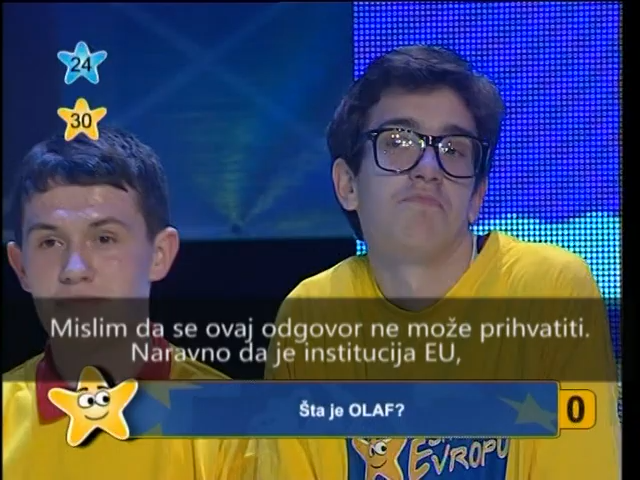 24
30
Mislim da se ovaj odgovor ne može prihvatiti.
Naravno da je institucija EU,
Šta je OLAF?
0
EVROPU